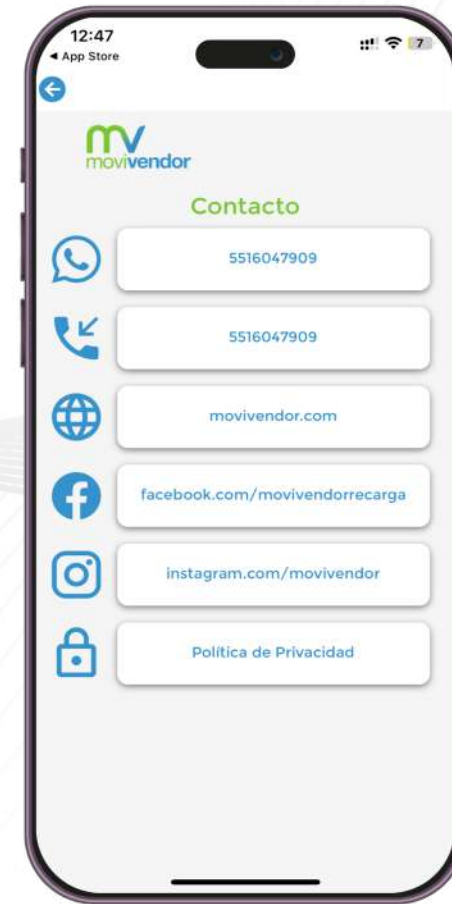 12:47
◀ App Store
7
mv
movivendor
Contacto
5516047909
5516047909
movivendor.com
facebook.com/movivendorrecarga
instagram.com/movivendor
Política de Privacidad